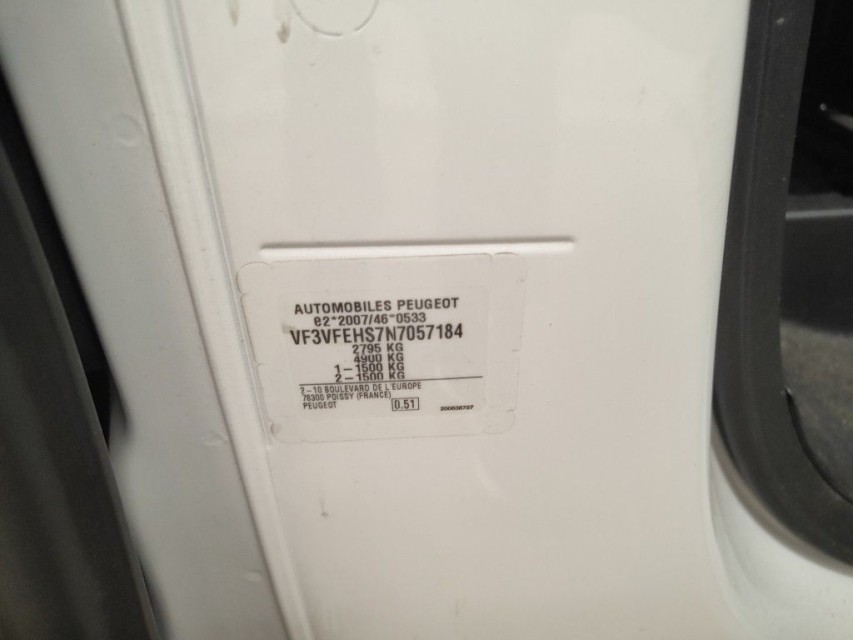 AUTOMOBILES PEUGEOT
e2*2007/46*0533
VF3VFEHS7N7057184
2795 KG
4900 KG
1-1500 KG
2-1500 KG
2-10 BOULEVARD DE L'EUROPE
78300 POISSY (FRANCE)
PEUGEOT 0.51